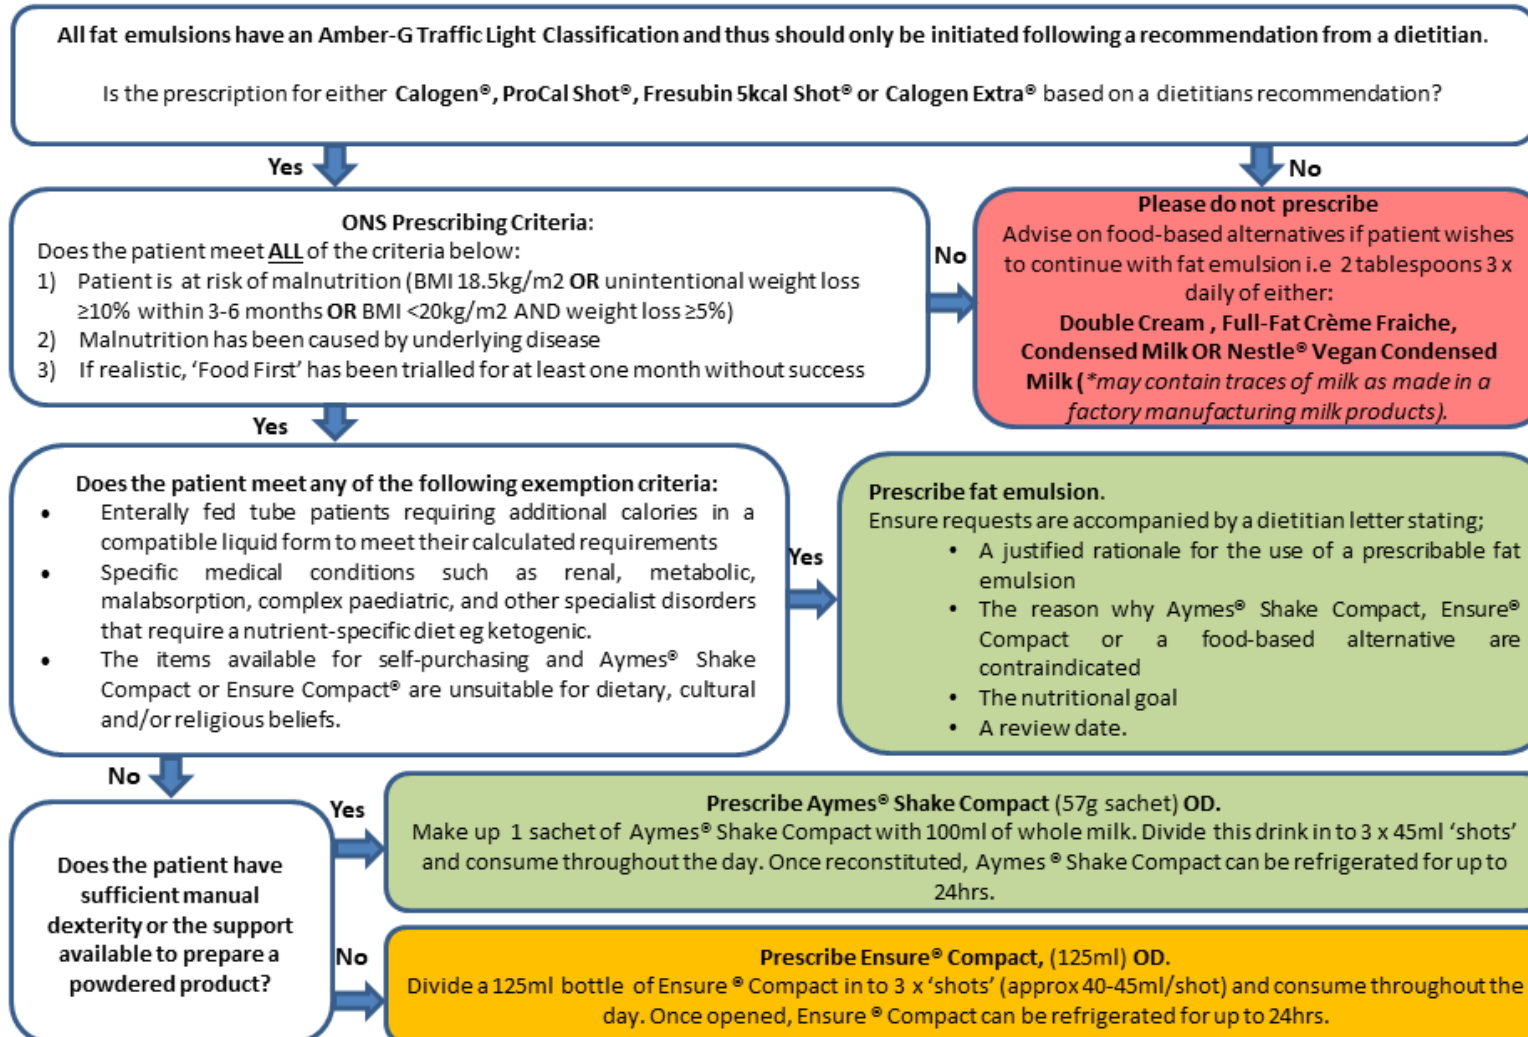 All fat emulsions have an Amber-G Traffic Light Classification and thus should only be initiated following a recommendation from a dietitian.
Is the prescription for either Calogen®, ProCal Shot®, Fresubin 5kcal Shot® or Calogen Extra® based on a dietitians recommendation?
Yes
No
ONS Prescribing Criteria:
Does the patient meet ALL of the criteria below:
1) Patient is at risk of malnutrition (BMI 18.5kg/m2 OR unintentional weight loss
≥10% within 3-6 months OR BMI <20kg/m2 AND weight loss ≥5%)
2) Malnutrition has been caused by underlying disease
3) If realistic, ‘Food First’ has been trialled for at least one month without success
No
Please do not prescribe
Advise on food-based alternatives if patient wishes
to continue with fat emulsion i.e 2 tablespoons 3 x
daily of either:
Double Cream , Full-Fat Crème Fraiche,
Condensed Milk OR Nestle® Vegan Condensed
Milk (*may contain traces of milk as made in a
factory manufacturing milk products).
Yes
Does the patient meet any of the following exemption criteria:
• Enterally fed tube patients requiring additional calories in a
compatible liquid form to meet their calculated requirements
• Specific medical conditions such as renal, metabolic,
malabsorption, complex paediatric, and other specialist disorders
that require a nutrient-specific diet eg ketogenic.
• The items available for self-purchasing and Aymes® Shake
Compact or Ensure Compact® are unsuitable for dietary, cultural
and/or religious beliefs.
Yes
Prescribe fat emulsion.
Ensure requests are accompanied by a dietitian letter stating;
• A justified rationale for the use of a prescribable fat
emulsion
• The reason why Aymes® Shake Compact, Ensure®
Compact or a food-based alternative are
contraindicated
• The nutritional goal
• A review date.
No
Does the patient have
sufficient manual
dexterity or the support
available to prepare a
powdered product?
Yes
Prescribe Aymes® Shake Compact (57g sachet) OD.
Make up 1 sachet of Aymes® Shake Compact with 100ml of whole milk. Divide this drink in to 3 x 45ml ‘shots’
and consume throughout the day. Once reconstituted, Aymes ® Shake Compact can be refrigerated for up to
24hrs.
No
Prescribe Ensure® Compact, (125ml) OD.
Divide a 125ml bottle of Ensure ® Compact in to 3 x ‘shots’ (approx 40-45ml/shot) and consume throughout the
day. Once opened, Ensure ® Compact can be refrigerated for up to 24hrs.